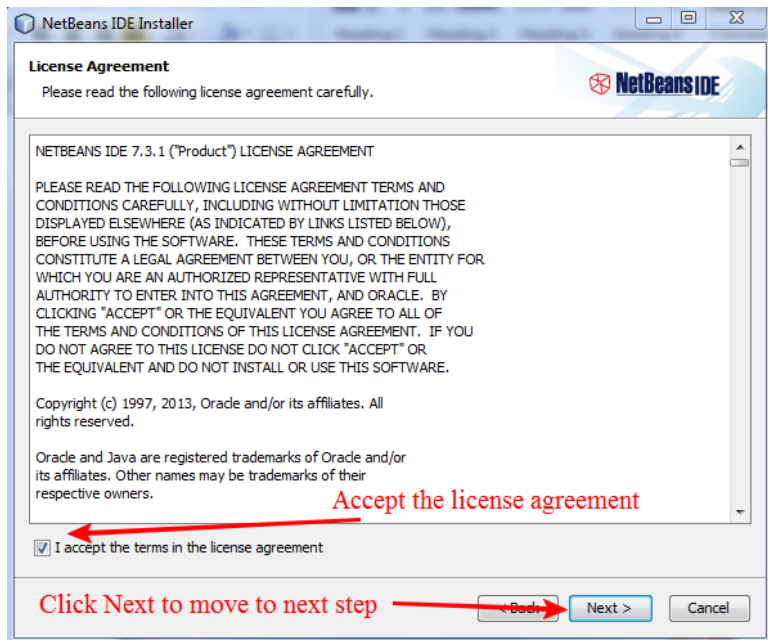 NetBeans IDE Installer
License Agreement
Please read the following license agreement carefully.
NetBeans IDE
NETBEANS IDE 7.3.1 ("Product") LICENSE AGREEMENT
PLEASE READ THE FOLLOWING LICENSE AGREEMENT TERMS AND
CONDITIONS CAREFULLY, INCLUDING WITHOUT LIMITATION THOSE
DISPLAYED ELSEWHERE (AS INDICATED BY LINKS LISTED BELOW),
BEFORE USING THE SOFTWARE.  THESE TERMS AND CONDITIONS
CONSTITUTE A LEGAL AGREEMENT BETWEEN YOU, OR THE ENTITY FOR
WHICH YOU ARE AN AUTHORIZED REPRESENTATIVE WITH FULL
AUTHORITY TO ENTER INTO THIS AGREEMENT, AND ORACLE.  BY
CLICKING "ACCEPT" OR THE EQUIVALENT YOU AGREE TO ALL OF
THE TERMS AND CONDITIONS OF THIS LICENSE AGREEMENT.  IF YOU
DO NOT AGREE TO THIS LICENSE DO NOT CLICK "ACCEPT" OR
THE EQUIVALENT AND DO NOT INSTALL OR USE THIS SOFTWARE.
Copyright (c) 1997, 2013, Oracle and/or its affiliates. All
rights reserved.
Oracle and Java are registered trademarks of Oracle and/or
its affiliates. Other names may be trademarks of their
respective owners.
Accept the license agreement
I accept the terms in the license agreement
Click Next to move to next step
< Back
Next >
Cancel